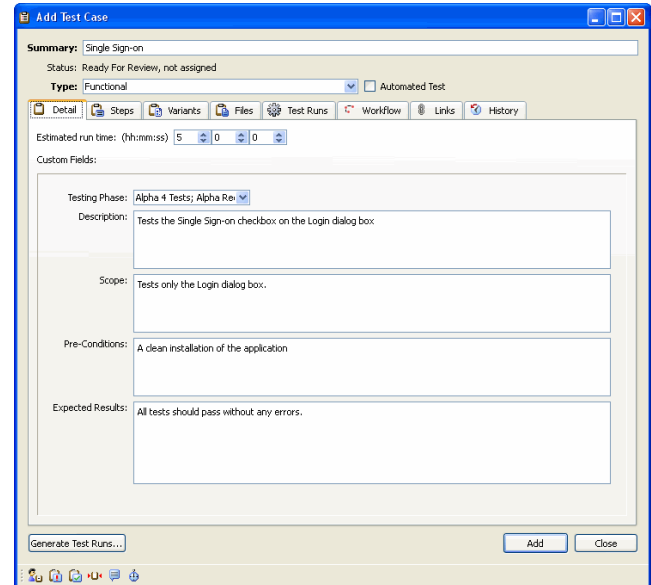 Add Test Case
Summary: Single Sign-on
Status: Ready For Review, not assigned
Type: Functional Automated Test
Detail Steps Variants Files Test Runs Workflow Links History
Estimated run time: (hh:mm:ss) 5 0 0
Custom Fields:
Testing Phase: Alpha 4 Tests; Alpha Re
Description: Tests the Single Sign-on checkbox on the Login dialog box
Scope: Tests only the Login dialog box.
Pre-Conditions: A clean installation of the application
Expected Results: All tests should pass without any errors.
Generate Test Runs... Add Close